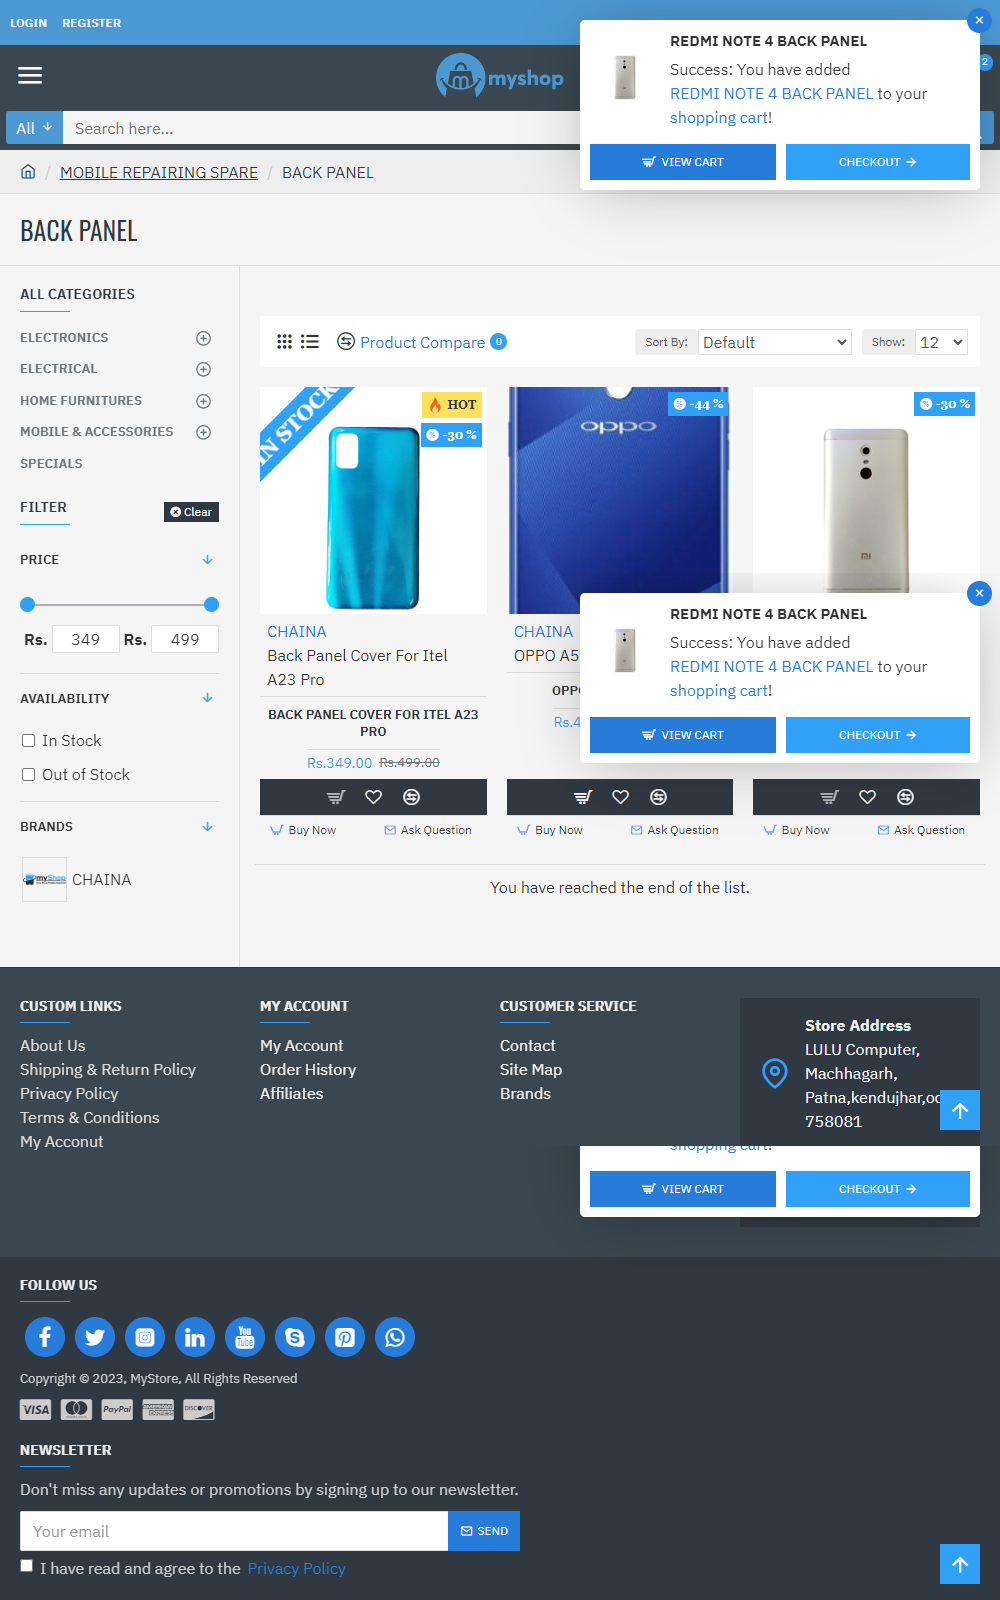 LOGIN REGISTER
REDMI NOTE 4 BACK PANEL
Success: You have added
REDMI NOTE 4 BACK PANEL to your
shopping cart!
VIEW CART
CHECKOUT
2
myshop
All
Search here...
MOBILE REPAIRING SPARE / BACK PANEL
BACK PANEL
ALL CATEGORIES
ELECTRONICS
ELECTRICAL
HOME FURNITURES
MOBILE & ACCESSORIES
SPECIALS
FILTER
Clear
PRICE
Rs. 349 Rs. 499
AVAILABILITY
In Stock
Out of Stock
BRANDS
myShop
CHAINA
Product Compare 0
Sort By: Default
Show: 12
IN STOCK
HOT
-30 %
CHAINA
Back Panel Cover For Itel
A23 Pro
BACK PANEL COVER FOR ITEL A23
PRO
Rs.349.00 Rs.499.00
Buy Now Ask Question
oppo
-44 %
CHAINA
OPPO A5
OPP
Rs.4
Buy Now Ask Question
-30 %
mi
REDMI NOTE 4 BACK PANEL
Success: You have added
REDMI NOTE 4 BACK PANEL to your
shopping cart!
VIEW CART
CHECKOUT
Buy Now Ask Question
You have reached the end of the list.
CUSTOM LINKS
About Us
Shipping & Return Policy
Privacy Policy
Terms & Conditions
My Acconut
MY ACCOUNT
My Account
Order History
Affiliates
CUSTOMER SERVICE
Contact
Site Map
Brands
Store Address
LULU Computer,
Machhagarh,
Patna,kendujhar,od
758081
shopping cart!
VIEW CART
CHECKOUT
FOLLOW US
You Tube
Copyright © 2023, MyStore, All Rights Reserved
VISA PayPal AMERICAN EXPRESS DISCOVER
NEWSLETTER
Don't miss any updates or promotions by signing up to our newsletter.
Your email
SEND
I have read and agree to the Privacy Policy